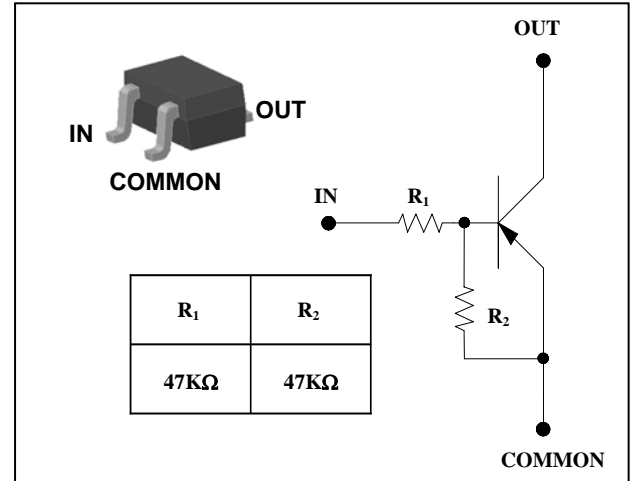 OUT
OUT
IN
COMMON
IN
R₁
R₁
R₂
R₂
47KΩ
47KΩ
COMMON